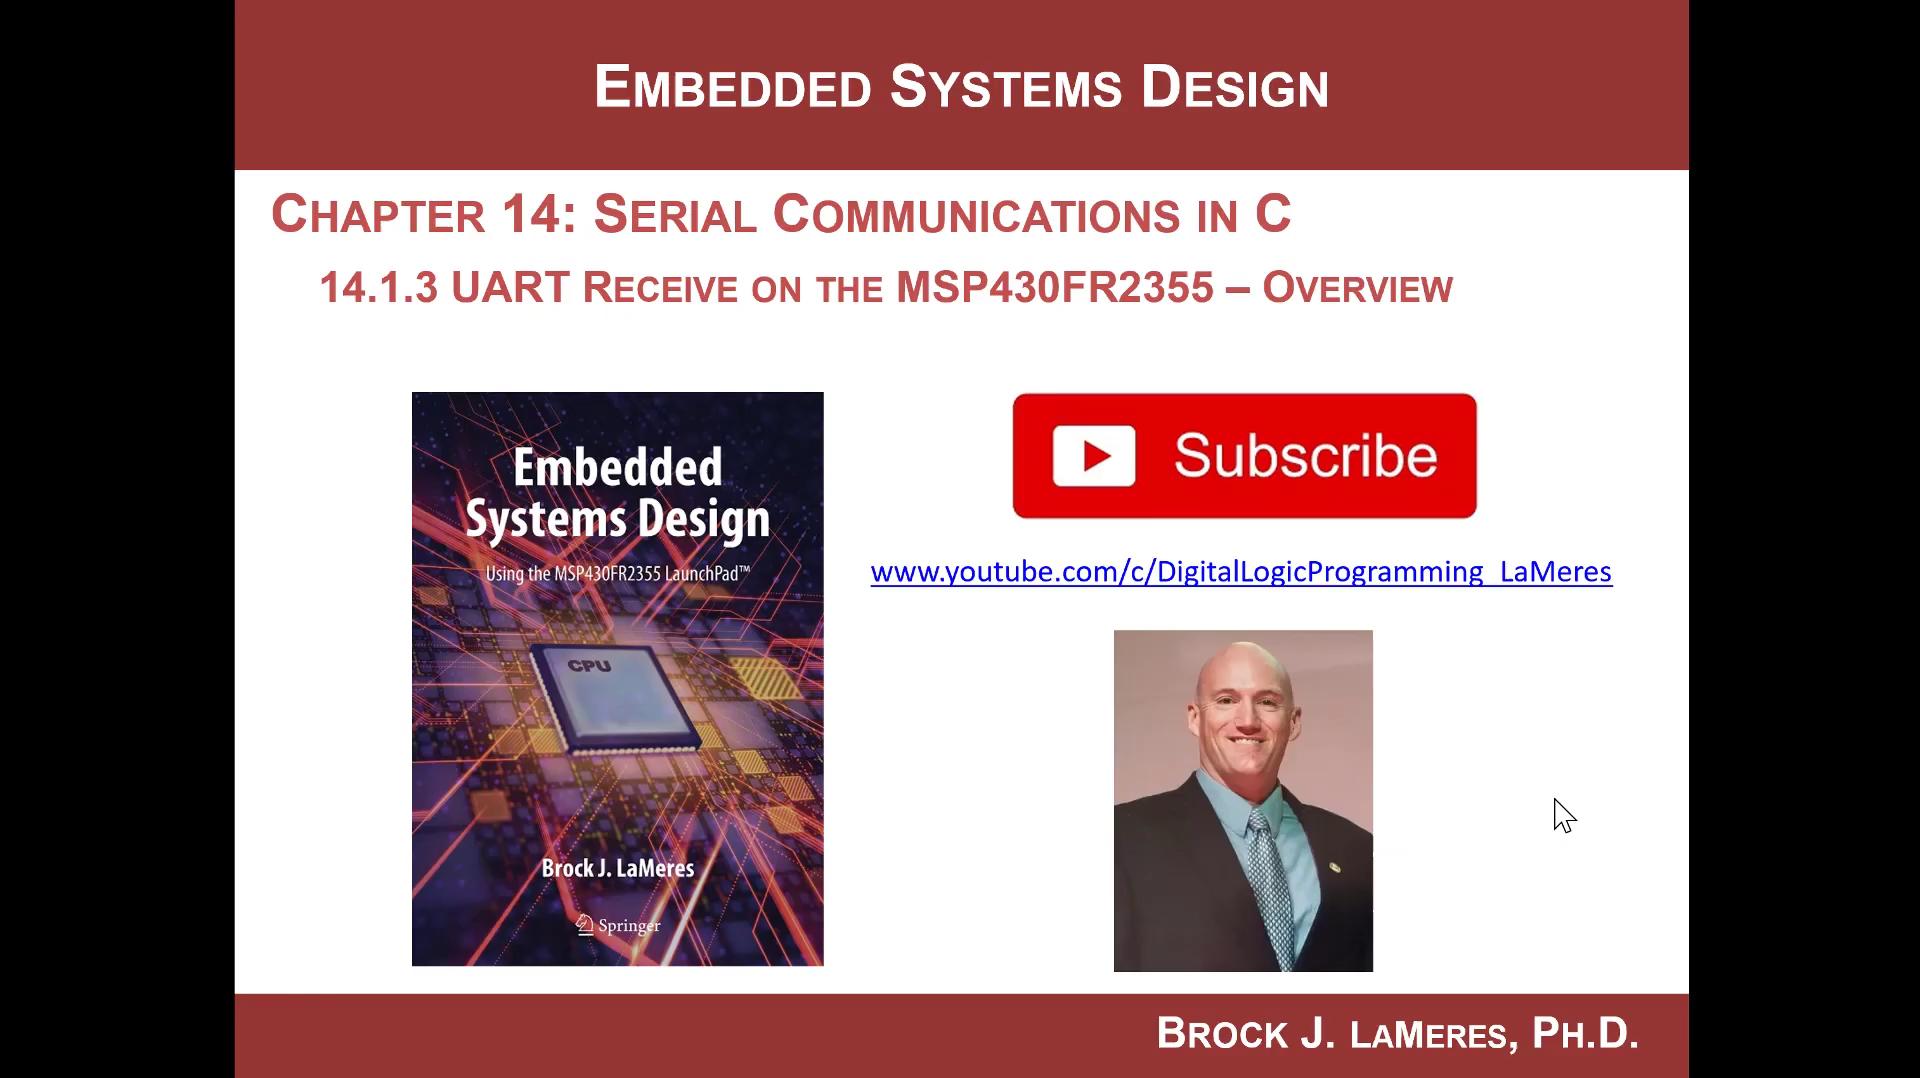 EMBEDDED SYSTEMS DESIGN
CHAPTER 14: SERIAL COMMUNICATIONS IN C
14.1.3 UART RECEIVE ON THE MSP430FR2355 – OVERVIEW
Embedded
Systems Design
Using the MSP430FR2355 LaunchPad™
CPU
Brock J. LaMeres
Springer
Subscribe
www.youtube.com/c/DigitalLogicProgramming_LaMeres
BROCK J. LAMERES, PH.D.